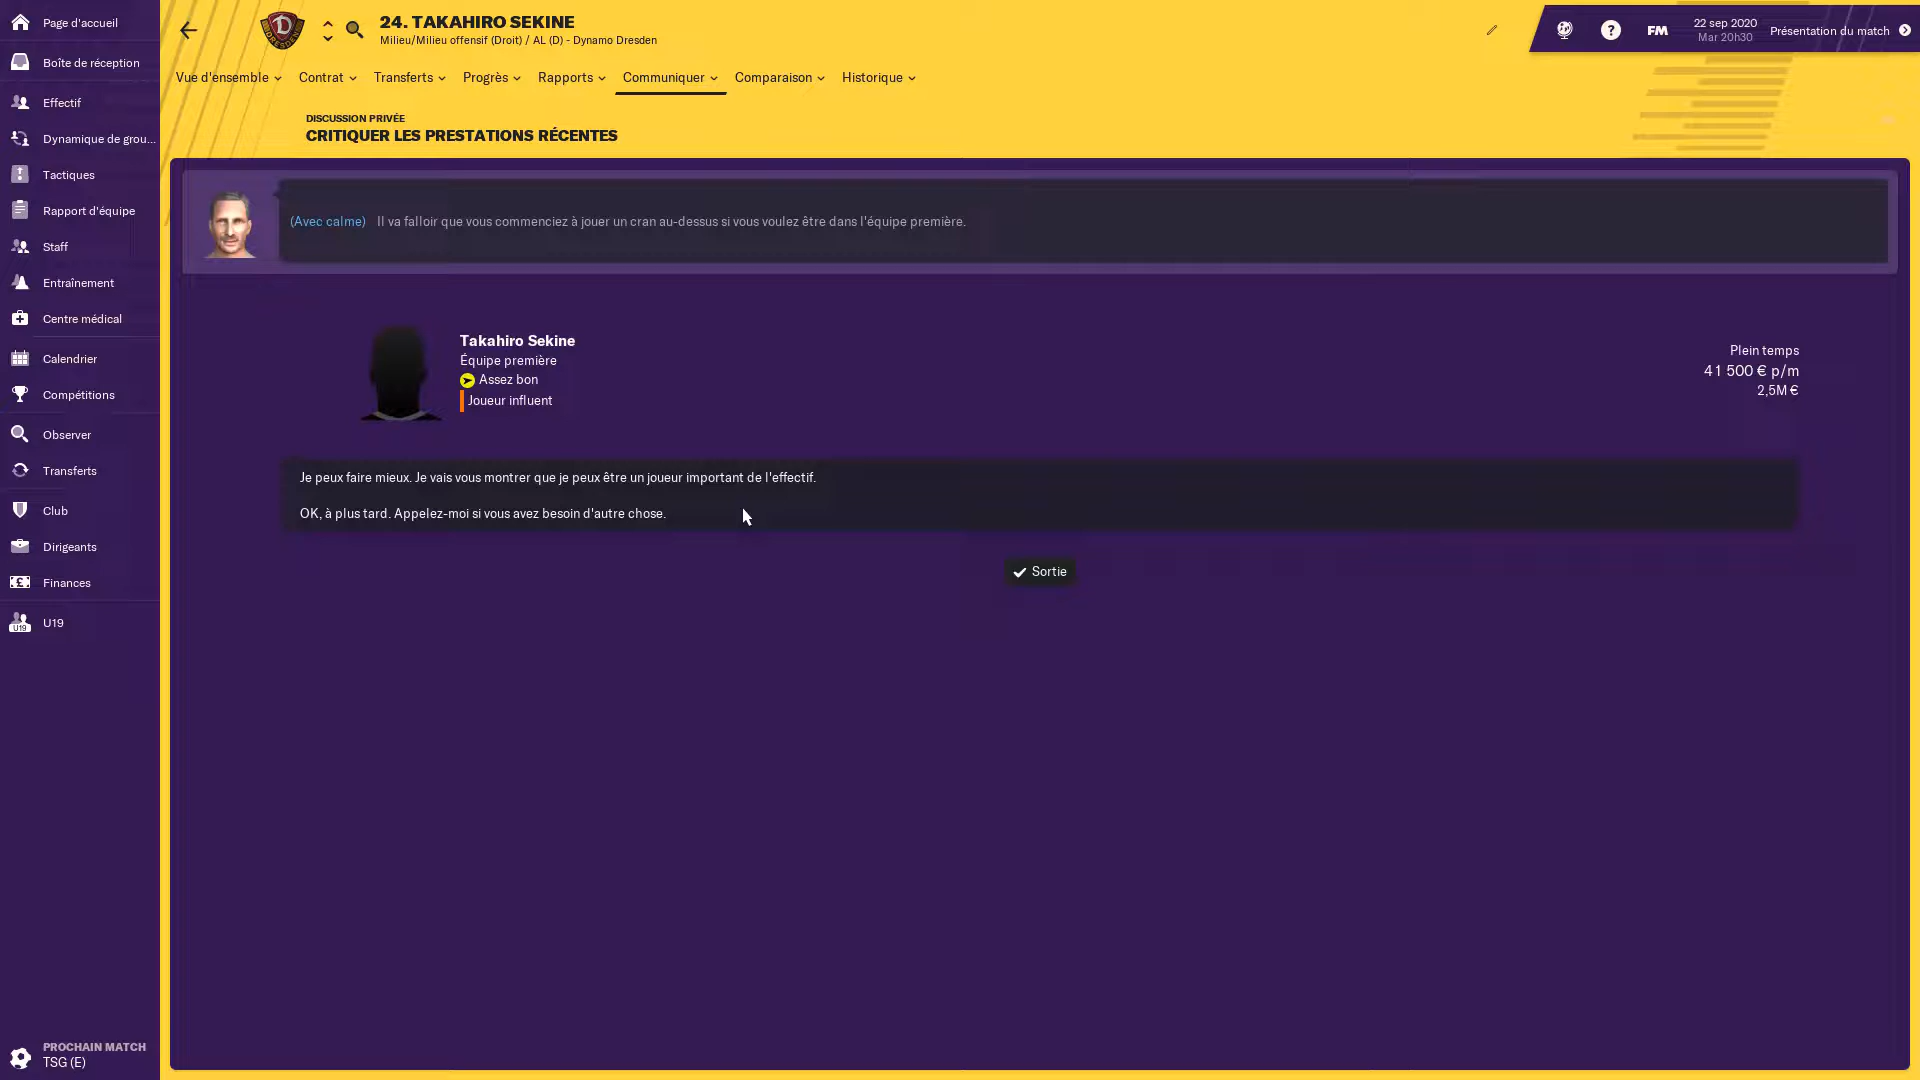 Page d'accueil
Boîte de réception
Effectif
Dynamique de grou...
Tactiques
Rapport d'équipe
Staff
Entraînement
Centre médical
Calendrier
Compétitions
Observer
Transferts
Club
Dirigeants
Finances
U19
U19
PROCHAIN MATCH
TSG (E)
24. TAKAHIRO SEKINE
Milieu/Milieu offensif (Droit) / AL (D) - Dynamo Dresden
FM
22 sep 2020
Mar 20h30
Présentation du match
Vue d'ensemble
Contrat
Transferts
Progrès
Rapports
Communiquer
Comparaison
Historique
DISCUSSION PRIVÉE
CRITIQUER LES PRESTATIONS RÉCENTES
(Avec calme) Il va falloir que vous commenciez à jouer un cran au-dessus si vous voulez être dans l'équipe première.
Takahiro Sekine
Équipe première
Assez bon
Joueur influent
Plein temps
41 500 € p/m
2,5M €
Je peux faire mieux. Je vais vous montrer que je peux être un joueur important de l'effectif.
OK, à plus tard. Appelez-moi si vous avez besoin d'autre chose.
Sortie